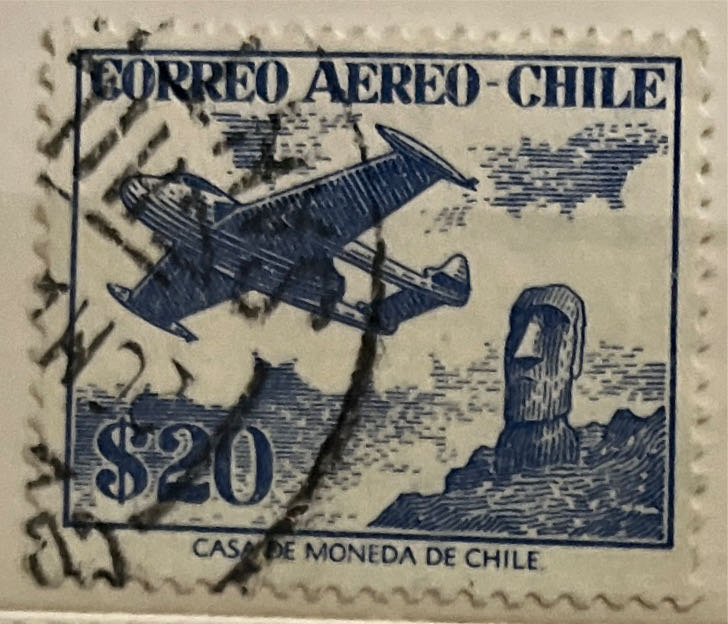 CORREO AEREO-CHILE
$20
CASA DE MONEDA DE CHILE